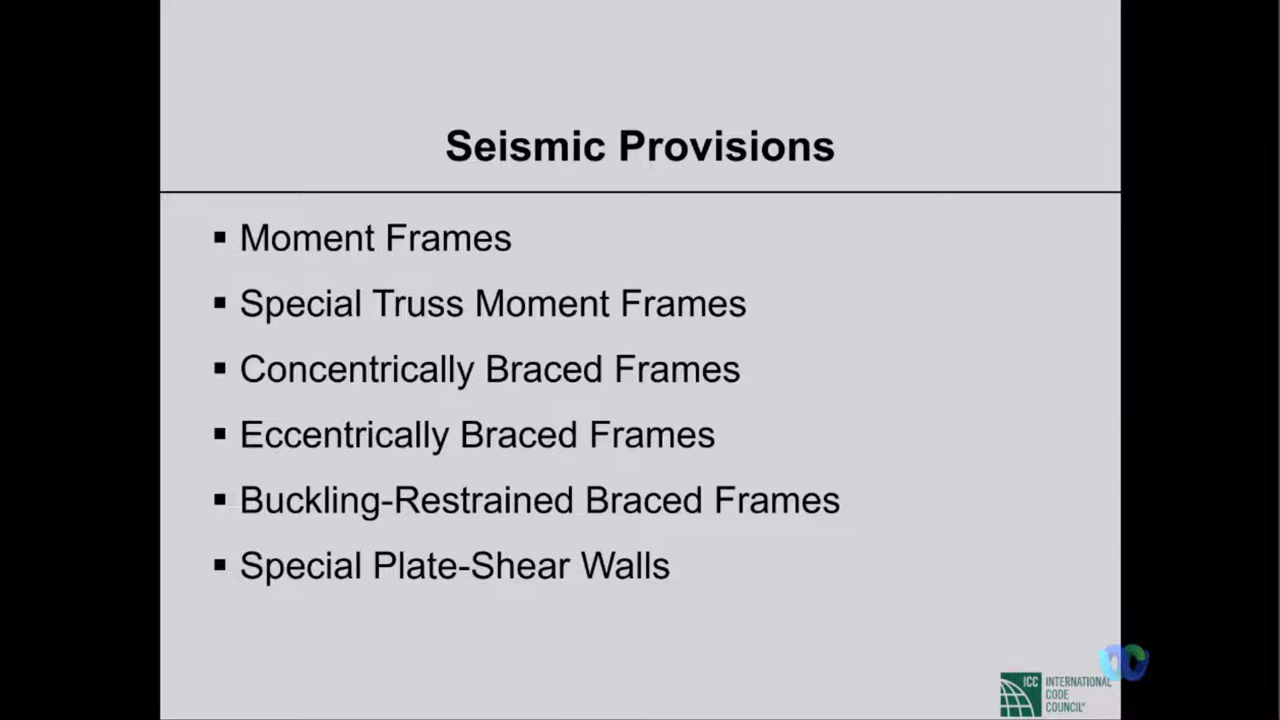 Seismic Provisions
▪ Moment Frames
▪ Special Truss Moment Frames
▪ Concentrically Braced Frames
▪ Eccentrically Braced Frames
▪ Buckling-Restrained Braced Frames
▪ Special Plate-Shear Walls
ICC
INTERNATIONAL
CODE
COUNCIL®